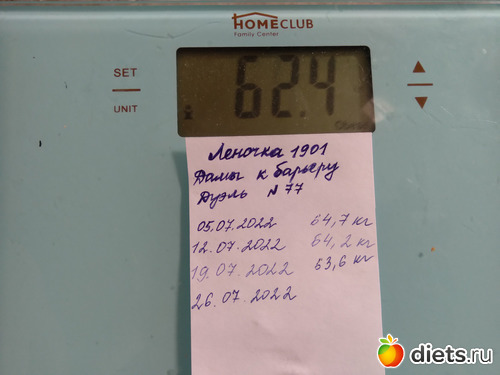 HOMECLUB
Family Center
SET
UNIT
62.4
Леночка 1901
Дамы к барьеру
Дуэль N 77
05.07.2022 64,7 кг
12.07.2022 64,2 кг
19.07.2022 63,6 кг
26.07.2022
diets.ru